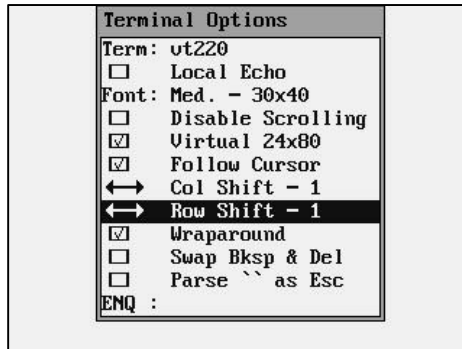 Terminal Options
Term: vt220
Local Echo
Font: Med. - 30x40
Disable Scrolling
Virtual 24x80
Follow Cursor
Col Shift - 1
Row Shift - 1
Wraparound
Swap Bksp & Del
Parse `` as Esc
ENQ :